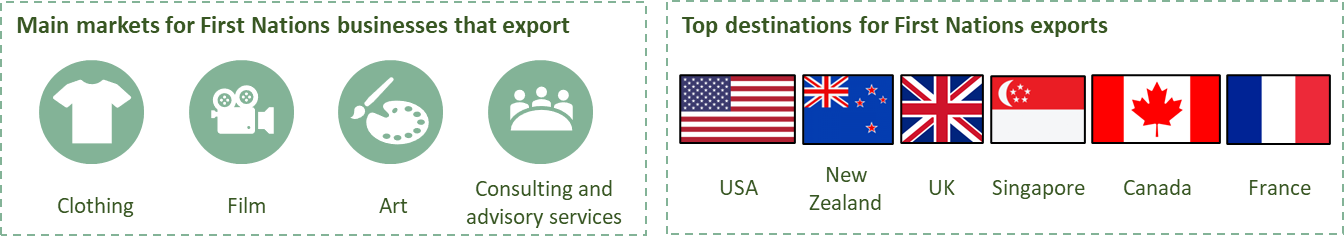 Main markets for First Nations businesses that export
Clothing
Film
Art
Consulting and
advisory services
Top destinations for First Nations exports
USA
New
Zealand
UK
Singapore
Canada
France